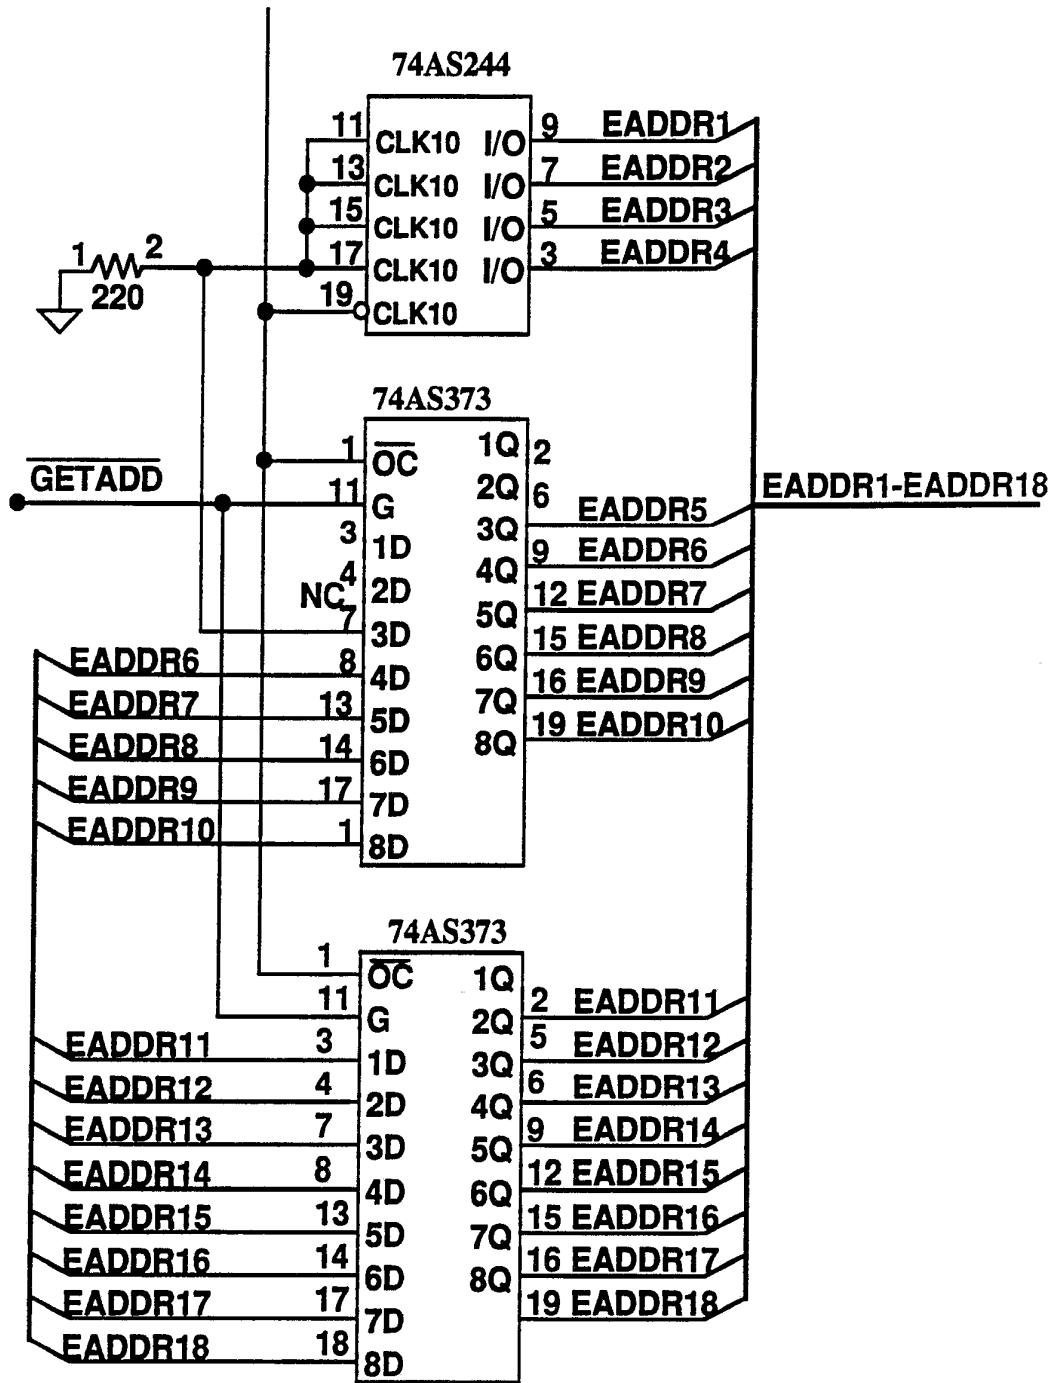 74AS244
11 CLK10 I/O 9 EADDR1
13 CLK10 I/O 7 EADDR2
15 CLK10 I/O 5 EADDR3
17 CLK10 I/O 3 EADDR4
1 2
220
19 CLK10
74AS373
1 OC 1Q 2
GETADD
11 G 2Q 6
EADDR1-EADDR18
3 1D 3Q EADDR5
4 2D 4Q 9 EADDR6
NC
7 3D 5Q 12 EADDR7
EADDR6 8 4D 6Q 15 EADDR8
EADDR7 13 5D 7Q 16 EADDR9
EADDR8 14 6D 8Q 19 EADDR10
EADDR9 17 7D
EADDR10 1 8D
74AS373
1 OC 1Q
11 G 2Q 2 EADDR11
EADDR11 3 1D 3Q 5 EADDR12
EADDR12 4 2D 4Q 6 EADDR13
EADDR13 7 3D 5Q 9 EADDR14
EADDR14 8 4D 6Q 12 EADDR15
EADDR15 13 5D 7Q 15 EADDR16
EADDR16 14 6D 8Q 16 EADDR17
EADDR17 17 7D 19 EADDR18
EADDR18 18 8D